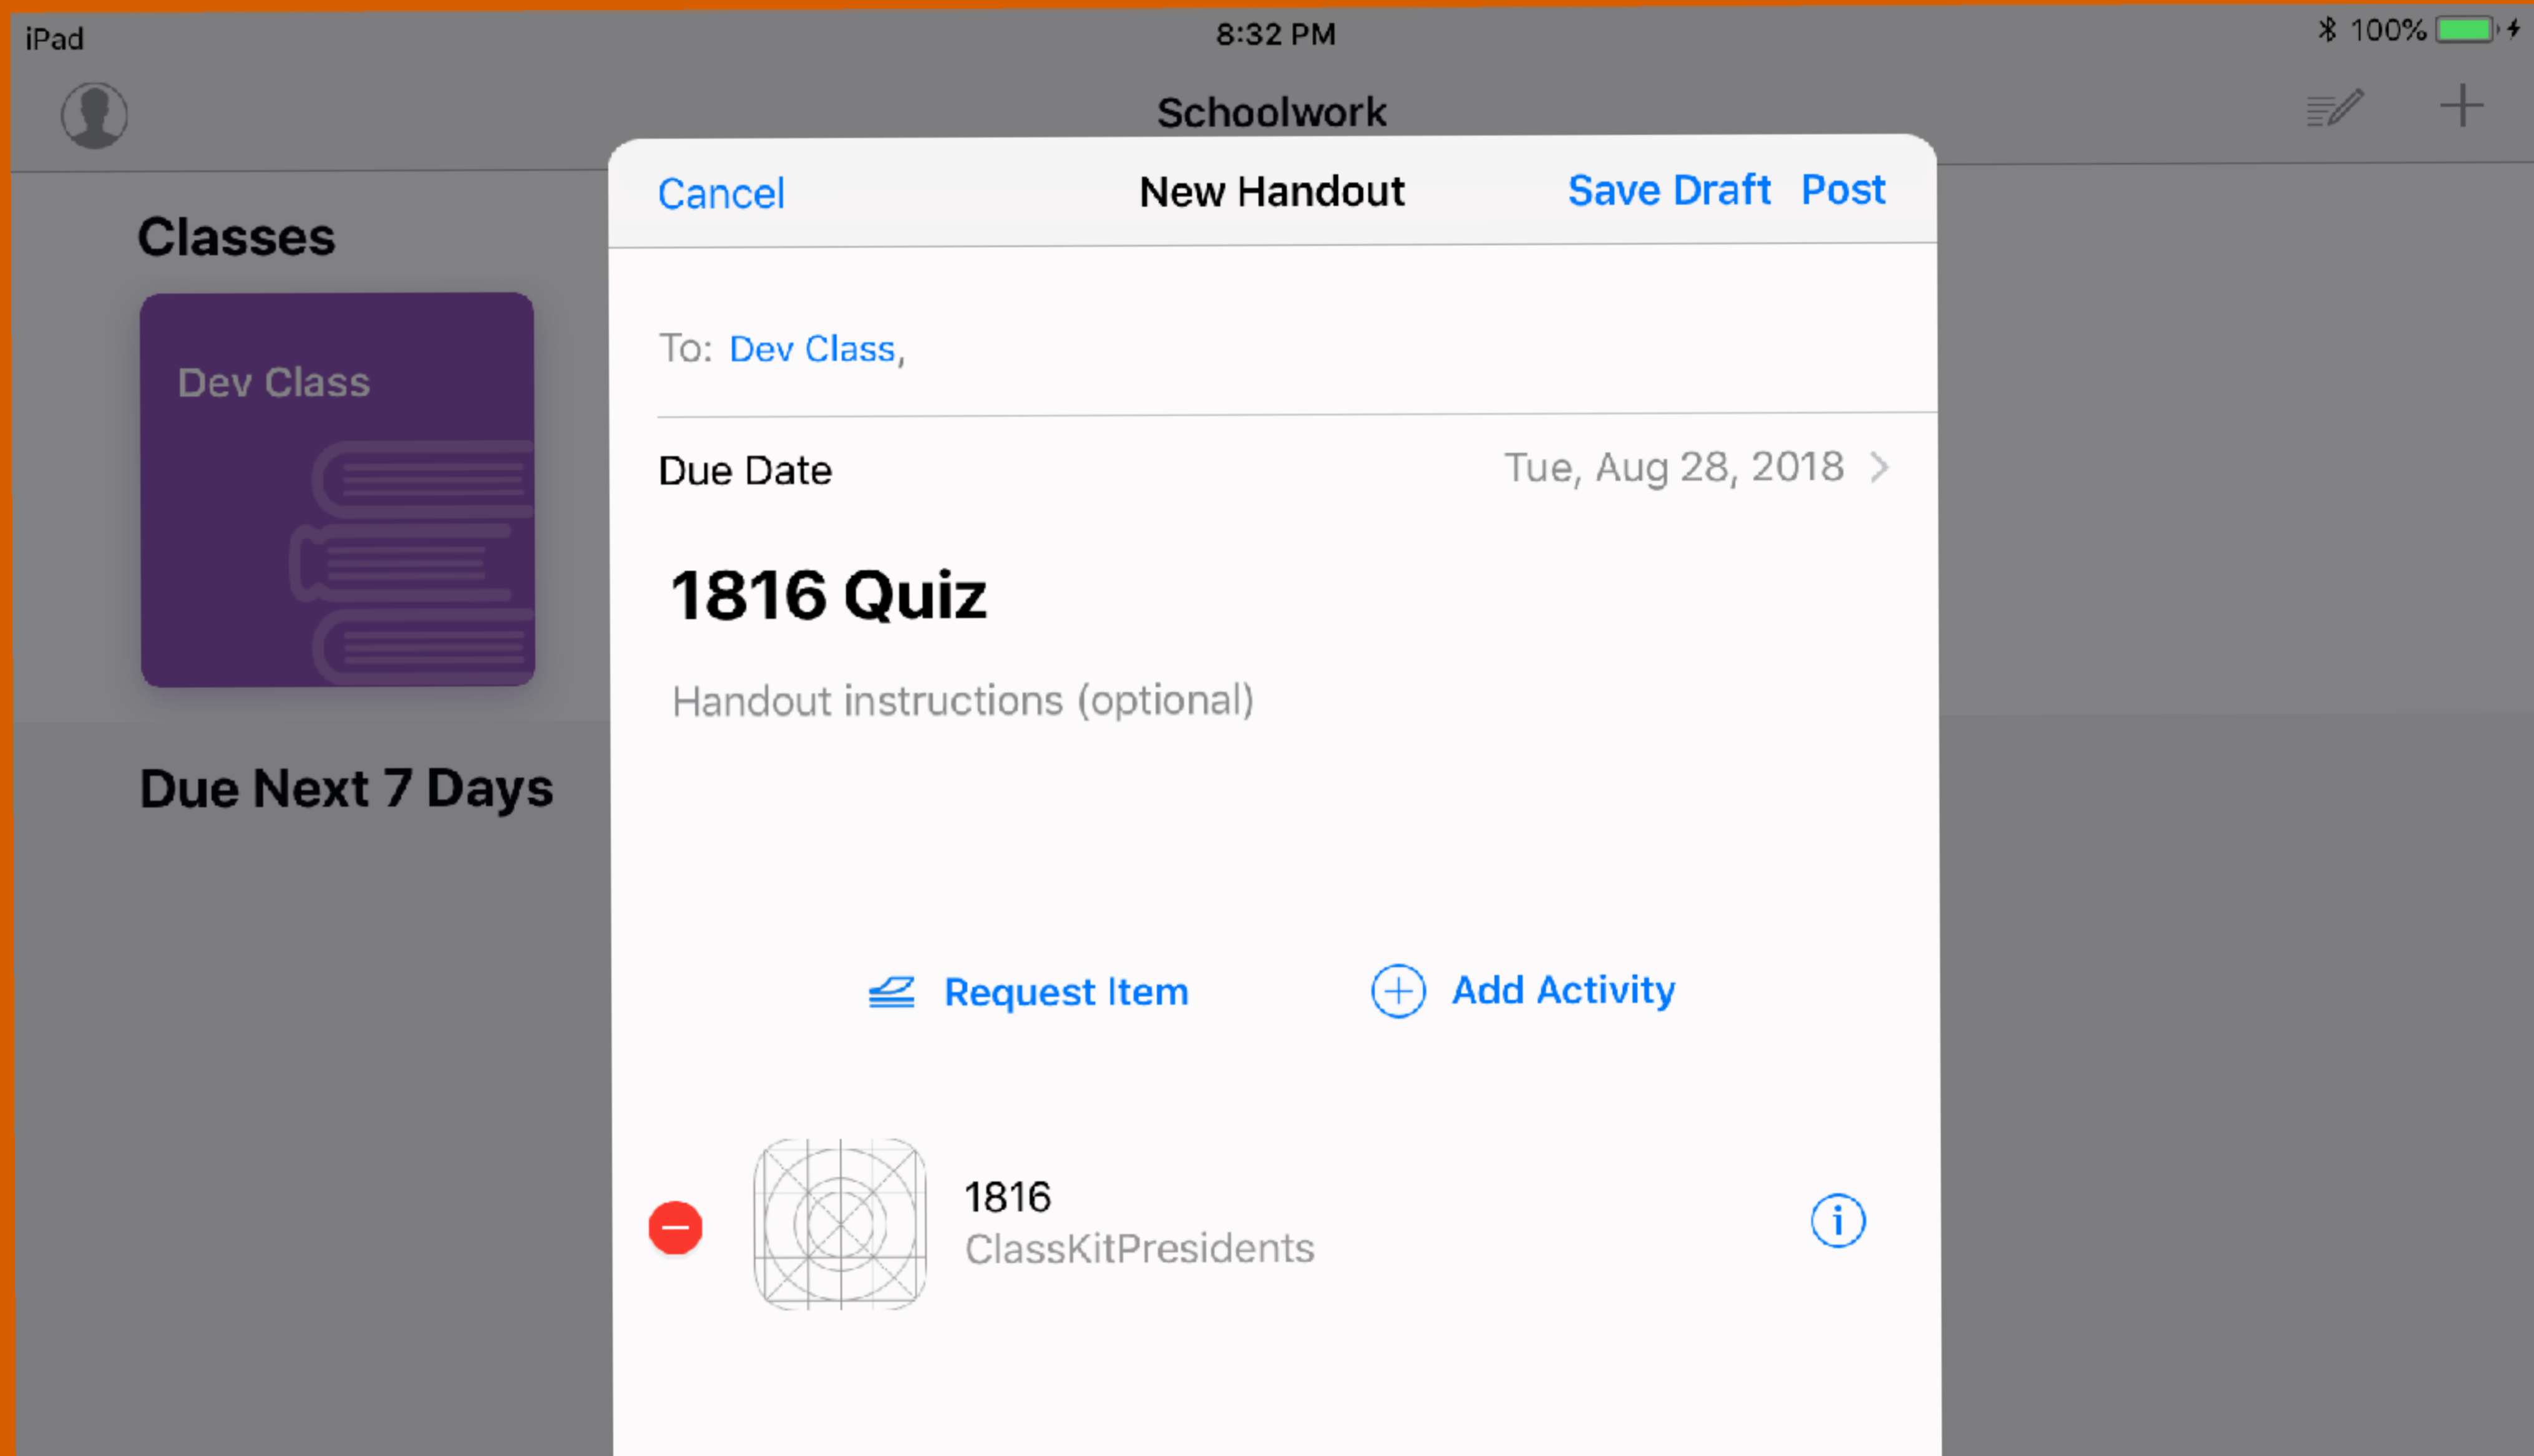 iPad
8:32 PM
100%
Schoolwork
Classes
Dev Class
Due Next 7 Days
Cancel
New Handout
Save Draft Post
To: Dev Class,
Due Date
Tue, Aug 28, 2018
1816 Quiz
Handout instructions (optional)
Request Item
Add Activity
1816
ClassKitPresidents